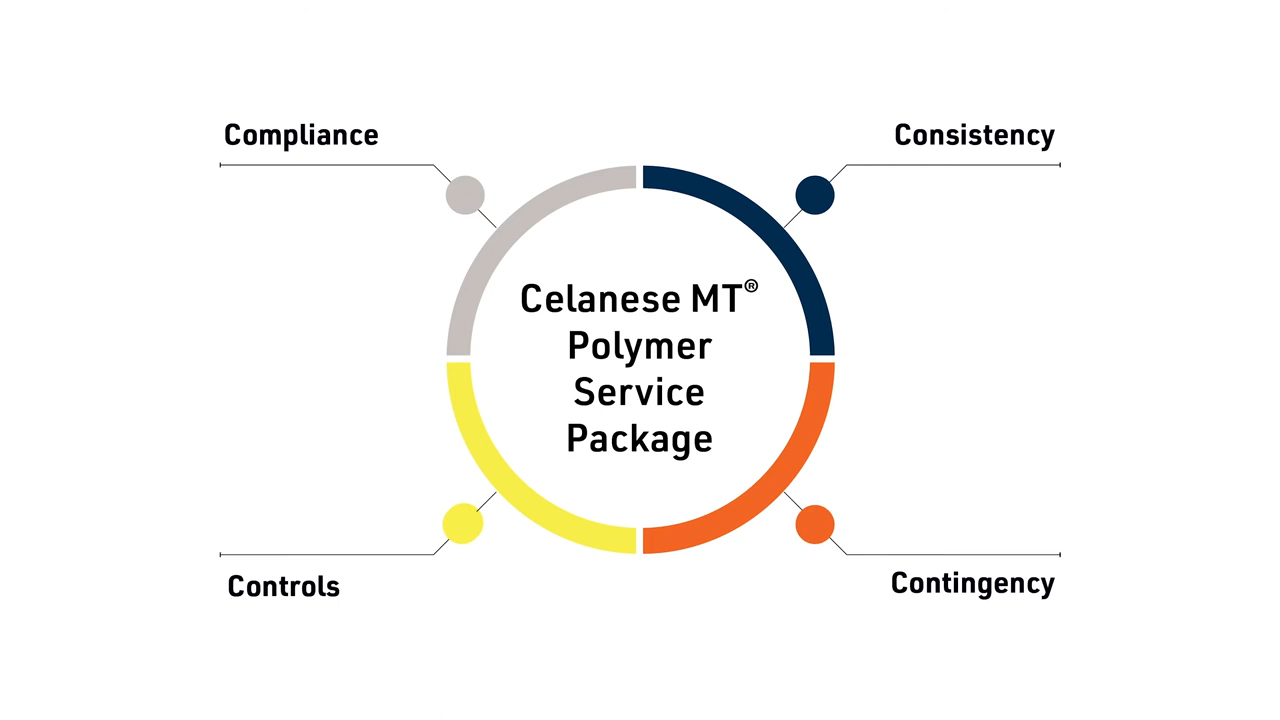 Compliance
Consistency
Celanese MT®
Polymer
Service
Package
Controls
Contingency